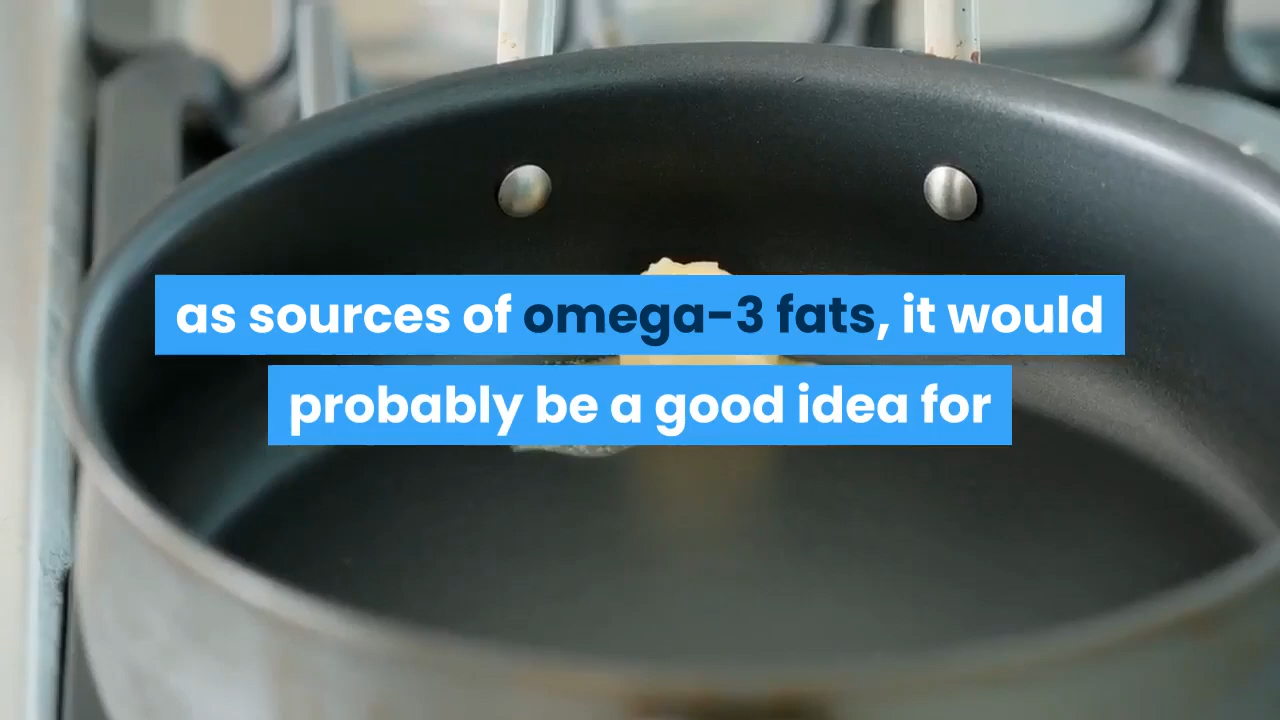 as sources of omega-3 fats, it would
probably be a good idea for